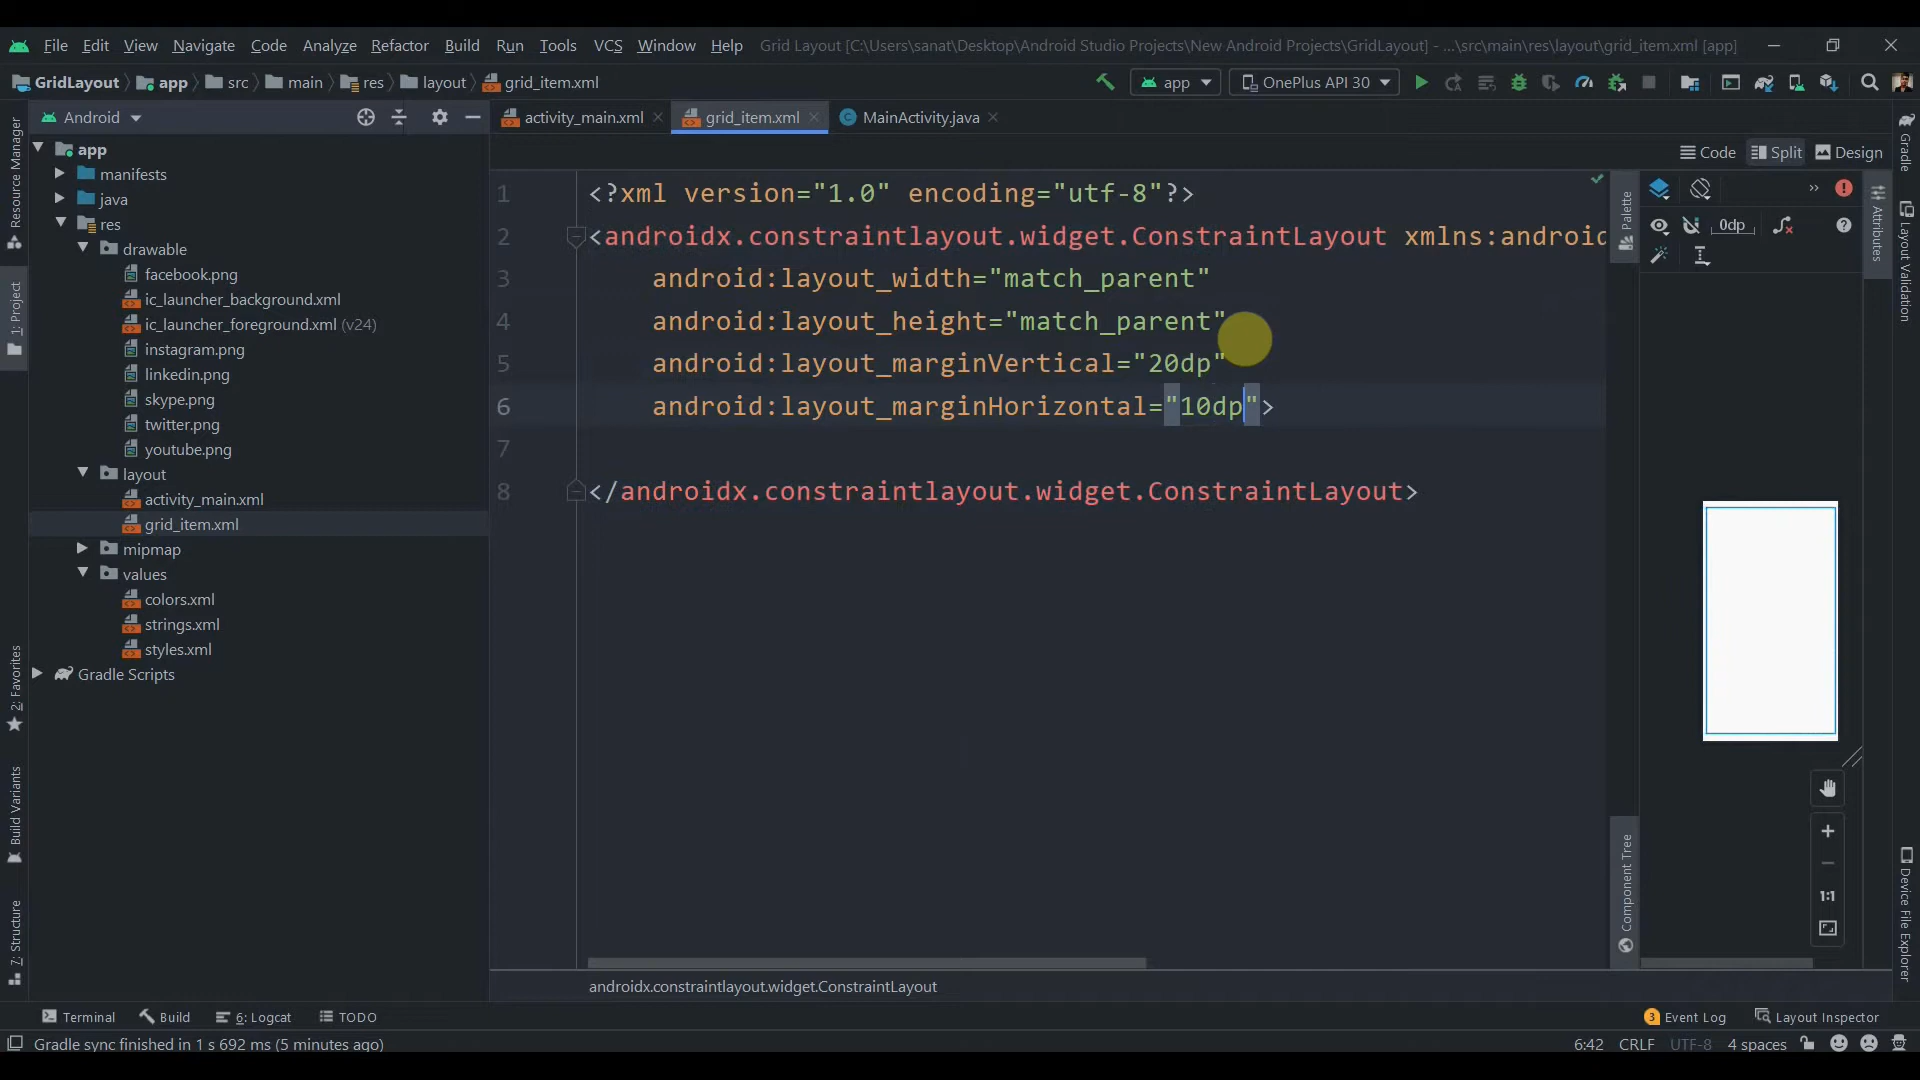 File Edit View Navigate Code Analyze Refactor Build Run Tools VCS Window Help Grid Layout [C:\Users\sanat\Desktop\Android Studio Projects\New Android Projects\GridLayout] - ...\src\main\res\layout\grid_item.xml [app]
GridLayout app src main res layout grid_item.xml app OnePlus API 30
Android activity_main.xml grid_item.xml MainActivity.java
Code Split Design
app
manifests
java
res
drawable
facebook.png
ic_launcher_background.xml
ic_launcher_foreground.xml (v24)
instagram.png
linkedin.png
skype.png
twitter.png
youtube.png
layout
activity_main.xml
grid_item.xml
mipmap
values
colors.xml
strings.xml
styles.xml
Gradle Scripts
1 <?xml version="1.0" encoding="utf-8"?>
2 <androidx.constraintlayout.widget.ConstraintLayout xmlns:android
3 android:layout_width="match_parent"
4 android:layout_height="match_parent"
5 android:layout_marginVertical="20dp"
6 android:layout_marginHorizontal="10dp">
7
8 </androidx.constraintlayout.widget.ConstraintLayout>
androidx.constraintlayout.widget.ConstraintLayout
Resource Manager
1: Project
2: Favorites
Build Variants
7: Structure
Palette
0dp
Component Tree
1:1
Attributes
Gradle
Layout Validation
Device File Explorer
Terminal Build 6: Logcat TODO 3 Event Log Layout Inspector
Gradle sync finished in 1 s 692 ms (5 minutes ago) 6:42 CRLF UTF-8 4 spaces